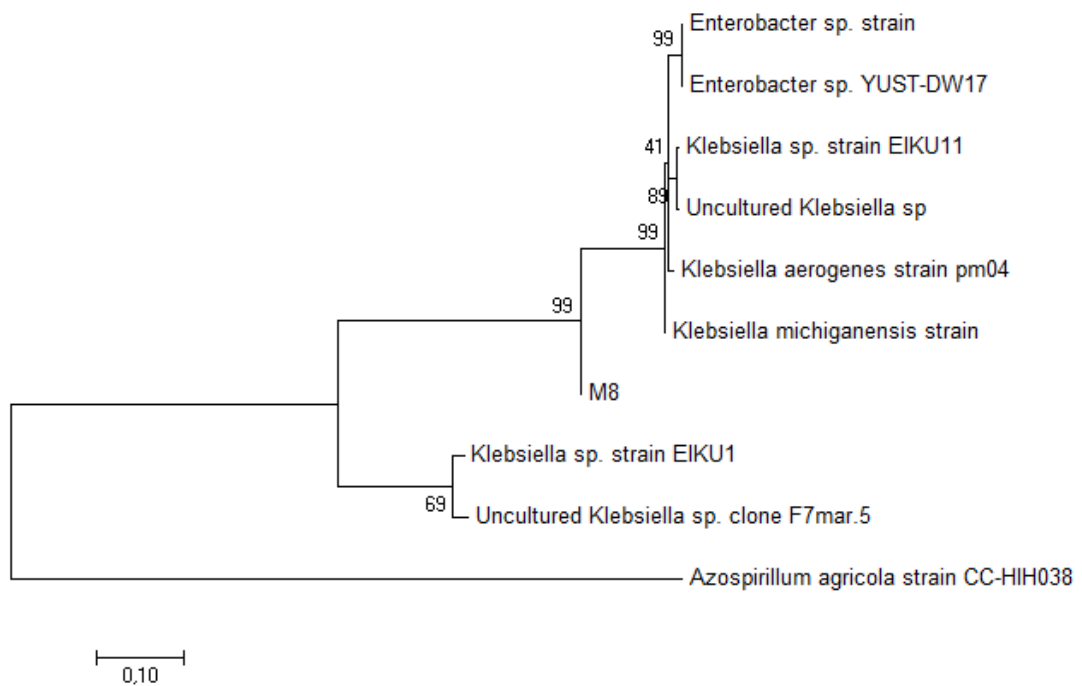 Enterobacter sp. strain
99
Enterobacter sp. YUST-DW17
Klebsiella sp. strain EIKU11
41
89
Uncultured Klebsiella sp
99
Klebsiella aerogenes strain pm04
99
Klebsiella michiganensis strain
M8
Klebsiella sp. strain EIKU1
69
Uncultured Klebsiella sp. clone F7mar.5
Azospirillum agricola strain CC-HIH038
0,10